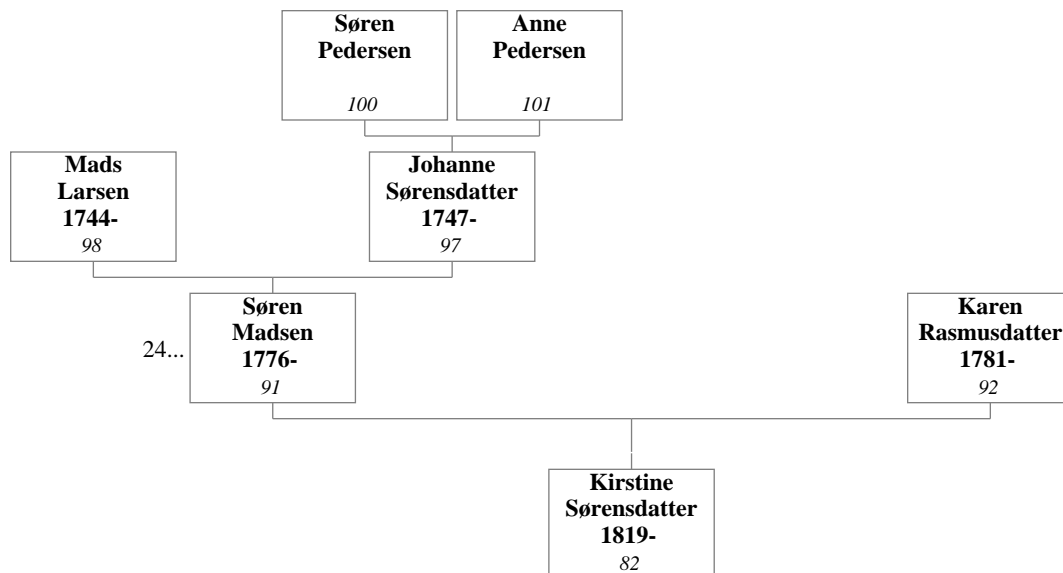 Søren
Pedersen
100
Anne
Pedersen
101
Mads
Larsen
1744-
98
Johanne
Sørensdatter
1747-
97
24...
Søren
Madsen
1776-
91
Karen
Rasmusdatter
1781-
92
Kirstine
Sørensdatter
1819-
82